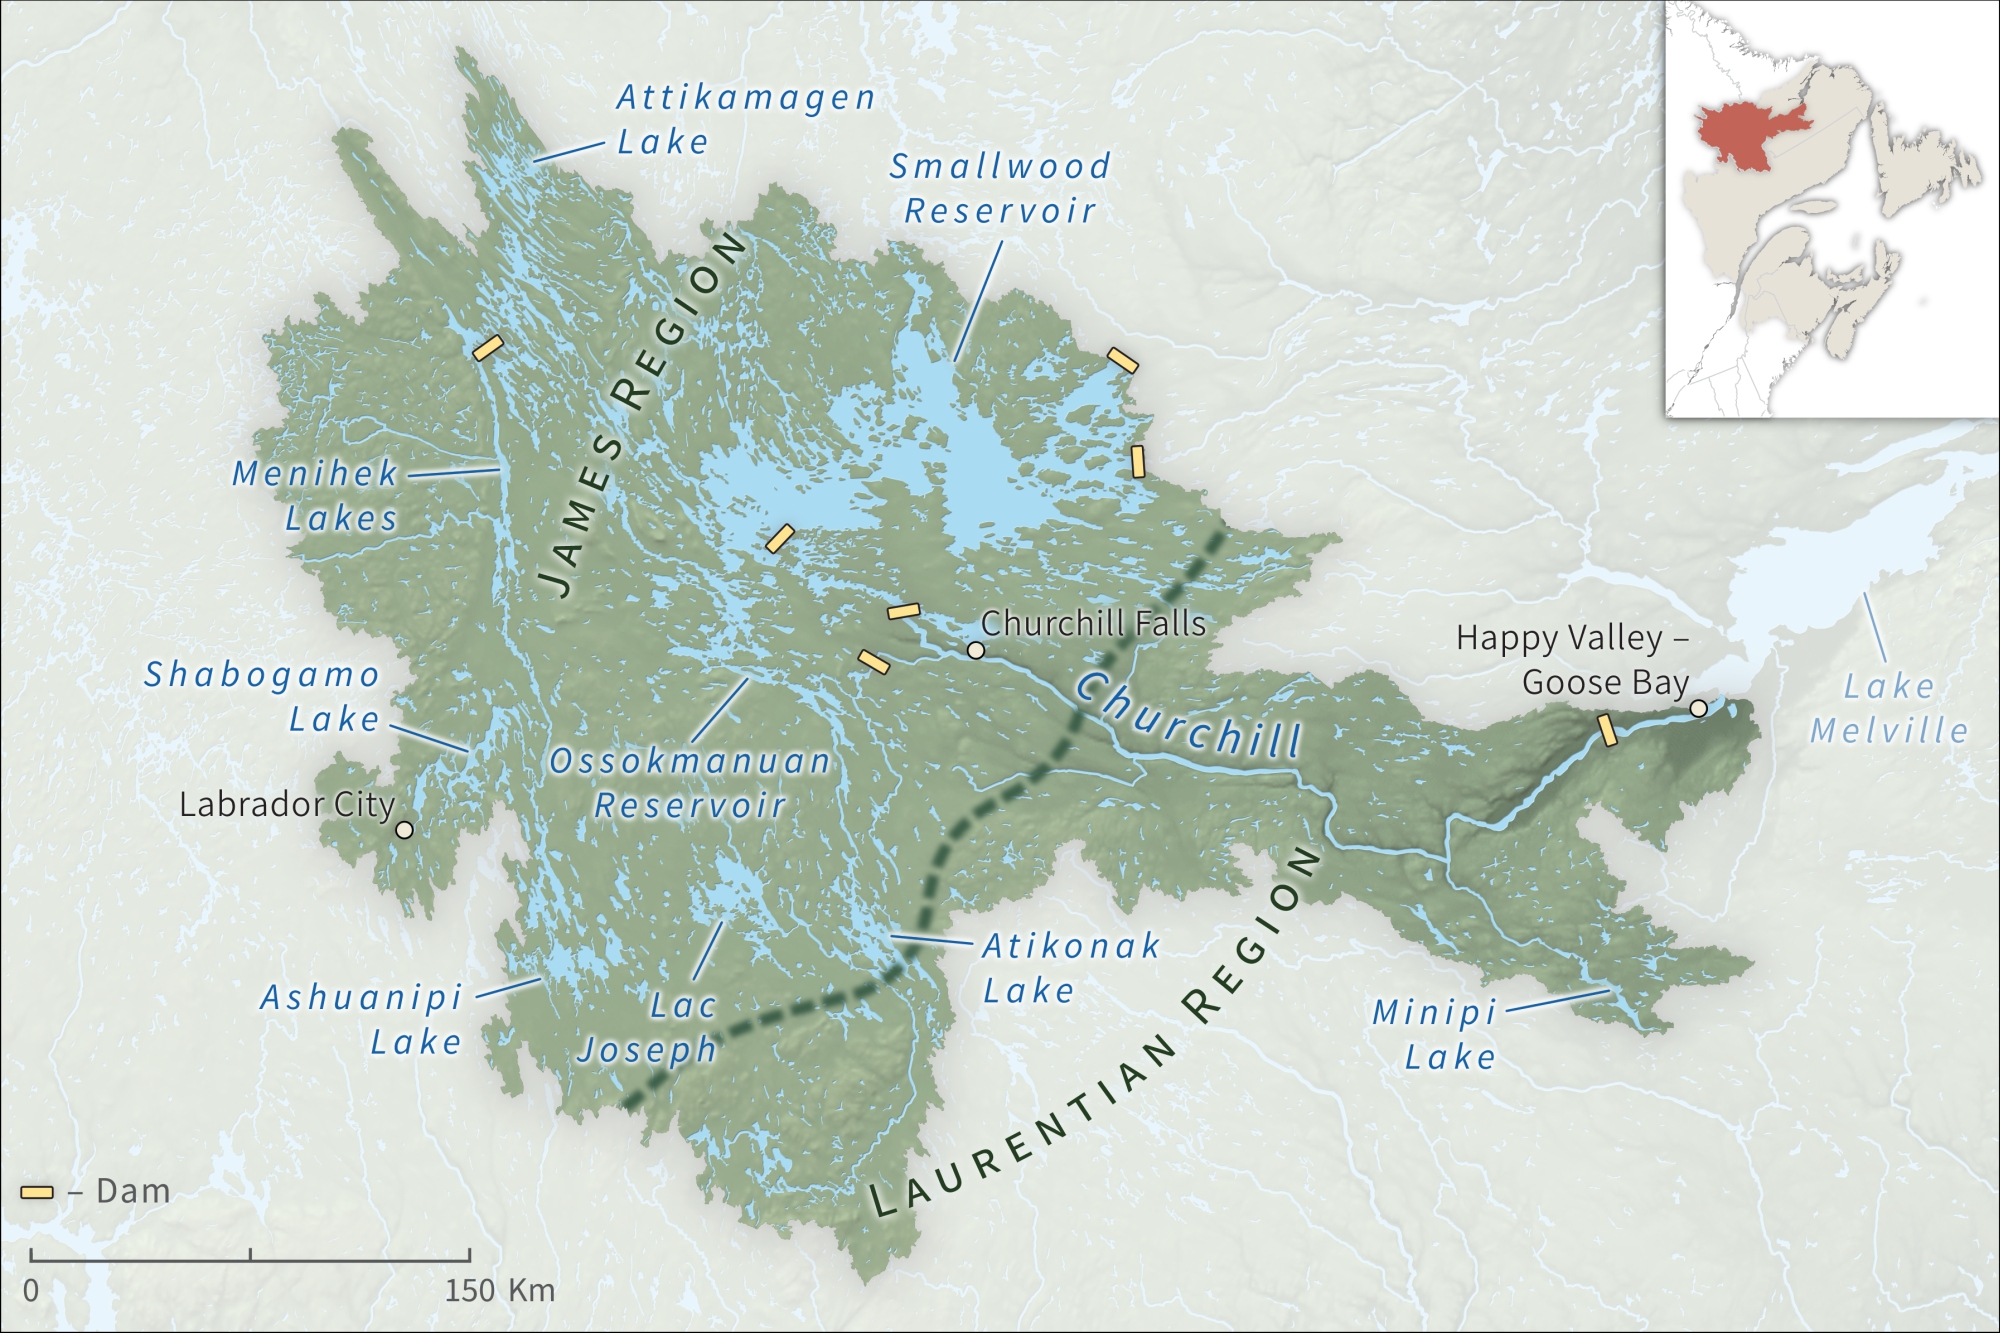 Attikamagen
Lake
Smallwood
Reservoir
JAMES REGION
Menihek
Lakes
Churchill Falls
Happy Valley –
Goose Bay
Shabogamo
Lake
Churchill
Lake
Melville
Ossokmanuan
Reservoir
Labrador City
LAURENTIAN REGION
Atikonak
Lake
Ashuanipi
Lake
Lac
Joseph
Minipi
Lake
– Dam
0
150 Km